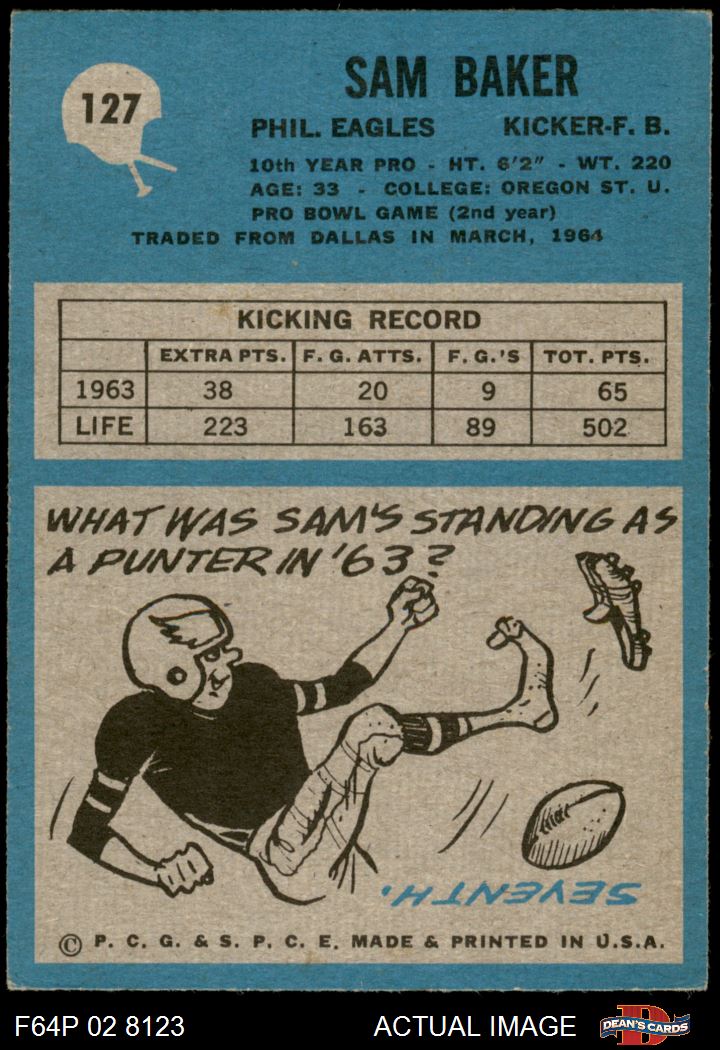 127
SAM BAKER
PHIL. EAGLES KICKER-F. B.
10th YEAR PRO - HT. 6'2" - WT. 220
AGE: 33 - COLLEGE: OREGON ST. U.
PRO BOWL GAME (2nd year)
TRADED FROM DALLAS IN MARCH, 1964
KICKING RECORD
EXTRA PTS. F. G. ATTS. F. G.'S TOT. PTS.
1963 38 20 9 65
LIFE 223 163 89 502
WHAT WAS SAM'S STANDING AS
A PUNTER IN '63?
SEVENTH.
© P. C. G. & S. P. C. E. MADE & PRINTED IN U.S.A.
F64P 02 8123 ACTUAL IMAGE DEAN'S CARDS